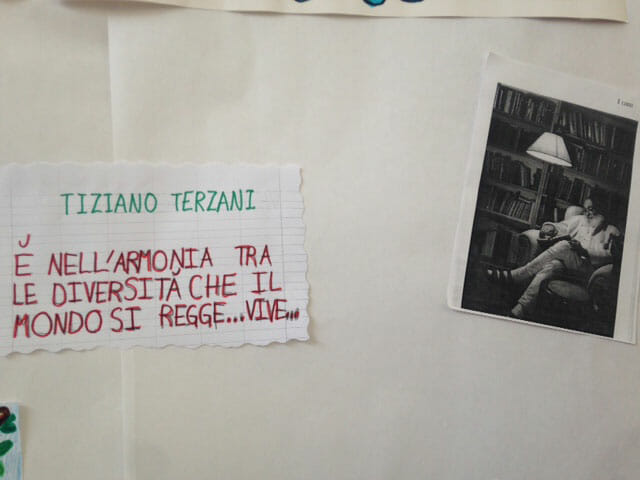 TIZIANO TERZANI
È NELL'ARMONIA TRA
LE DIVERSITÀ CHE IL
MONDO SI REGGE...VIVE...